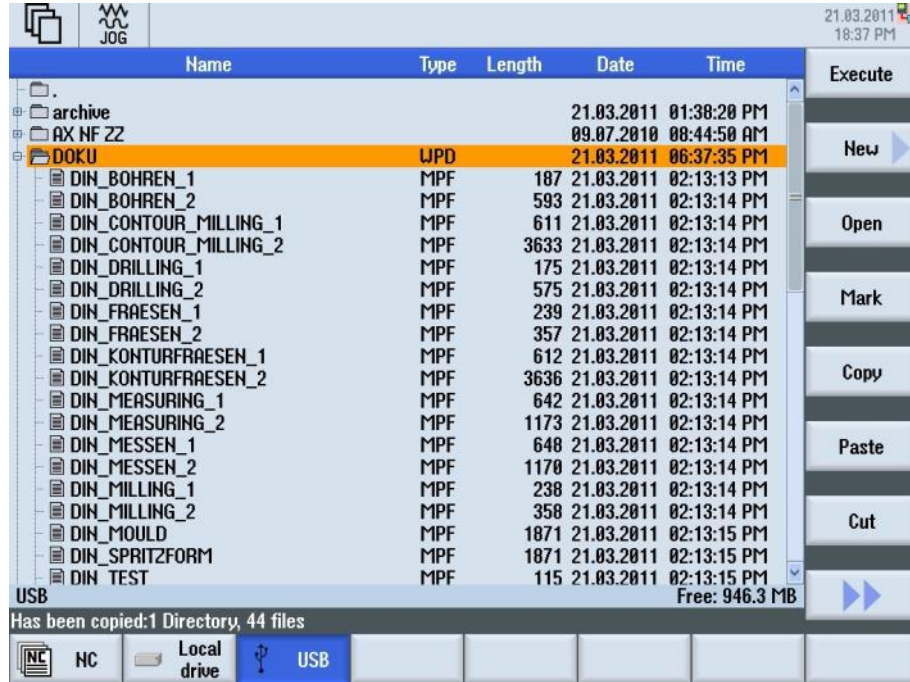 JOG
21.03.2011
18:37 PM
Name Type Length Date Time
Execute
.
archive 21.03.2011 01:38:20 PM
AX NF ZZ 09.07.2010 08:44:50 AM
New
DOKU WPD 21.03.2011 06:37:35 PM
DIN_BOHREN_1 MPF 187 21.03.2011 02:13:13 PM
DIN_BOHREN_2 MPF 593 21.03.2011 02:13:14 PM
DIN_CONTOUR_MILLING_1 MPF 611 21.03.2011 02:13:14 PM
Open
DIN_CONTOUR_MILLING_2 MPF 3633 21.03.2011 02:13:14 PM
DIN_DRILLING_1 MPF 175 21.03.2011 02:13:14 PM
DIN_DRILLING_2 MPF 575 21.03.2011 02:13:14 PM
Mark
DIN_FRAESEN_1 MPF 239 21.03.2011 02:13:14 PM
DIN_FRAESEN_2 MPF 357 21.03.2011 02:13:14 PM
DIN_KONTURFRAESEN_1 MPF 612 21.03.2011 02:13:14 PM
DIN_KONTURFRAESEN_2 MPF 3636 21.03.2011 02:13:14 PM
Copy
DIN_MEASURING_1 MPF 642 21.03.2011 02:13:14 PM
DIN_MEASURING_2 MPF 1173 21.03.2011 02:13:14 PM
DIN_MESSEN_1 MPF 648 21.03.2011 02:13:14 PM
Paste
DIN_MESSEN_2 MPF 1170 21.03.2011 02:13:14 PM
DIN_MILLING_1 MPF 238 21.03.2011 02:13:14 PM
DIN_MILLING_2 MPF 358 21.03.2011 02:13:14 PM
Cut
DIN_MOULD MPF 1871 21.03.2011 02:13:15 PM
DIN_SPRITZFORM MPF 1871 21.03.2011 02:13:15 PM
DIN_TEST MPF 115 21.03.2011 02:13:15 PM
USB Free: 946.3 MB
Has been copied:1 Directory, 44 files
NC NC Local drive USB